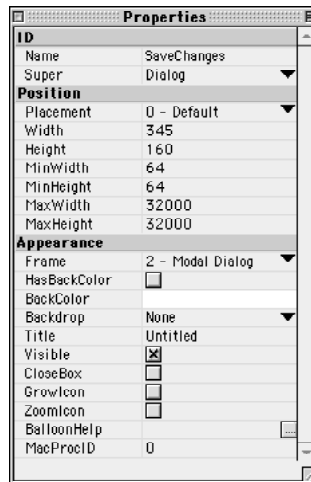 Properties
ID
Name SaveChanges
Super Dialog
Position
Placement 0 - Default
Width 345
Height 160
MinWidth 64
MinHeight 64
MaxWidth 32000
MaxHeight 32000
Appearance
Frame 2 - Modal Dialog
HasBackColor
BackColor
Backdrop None
Title Untitled
Visible
CloseBox
GrowIcon
ZoomIcon
BalloonHelp ...
MacProcID 0